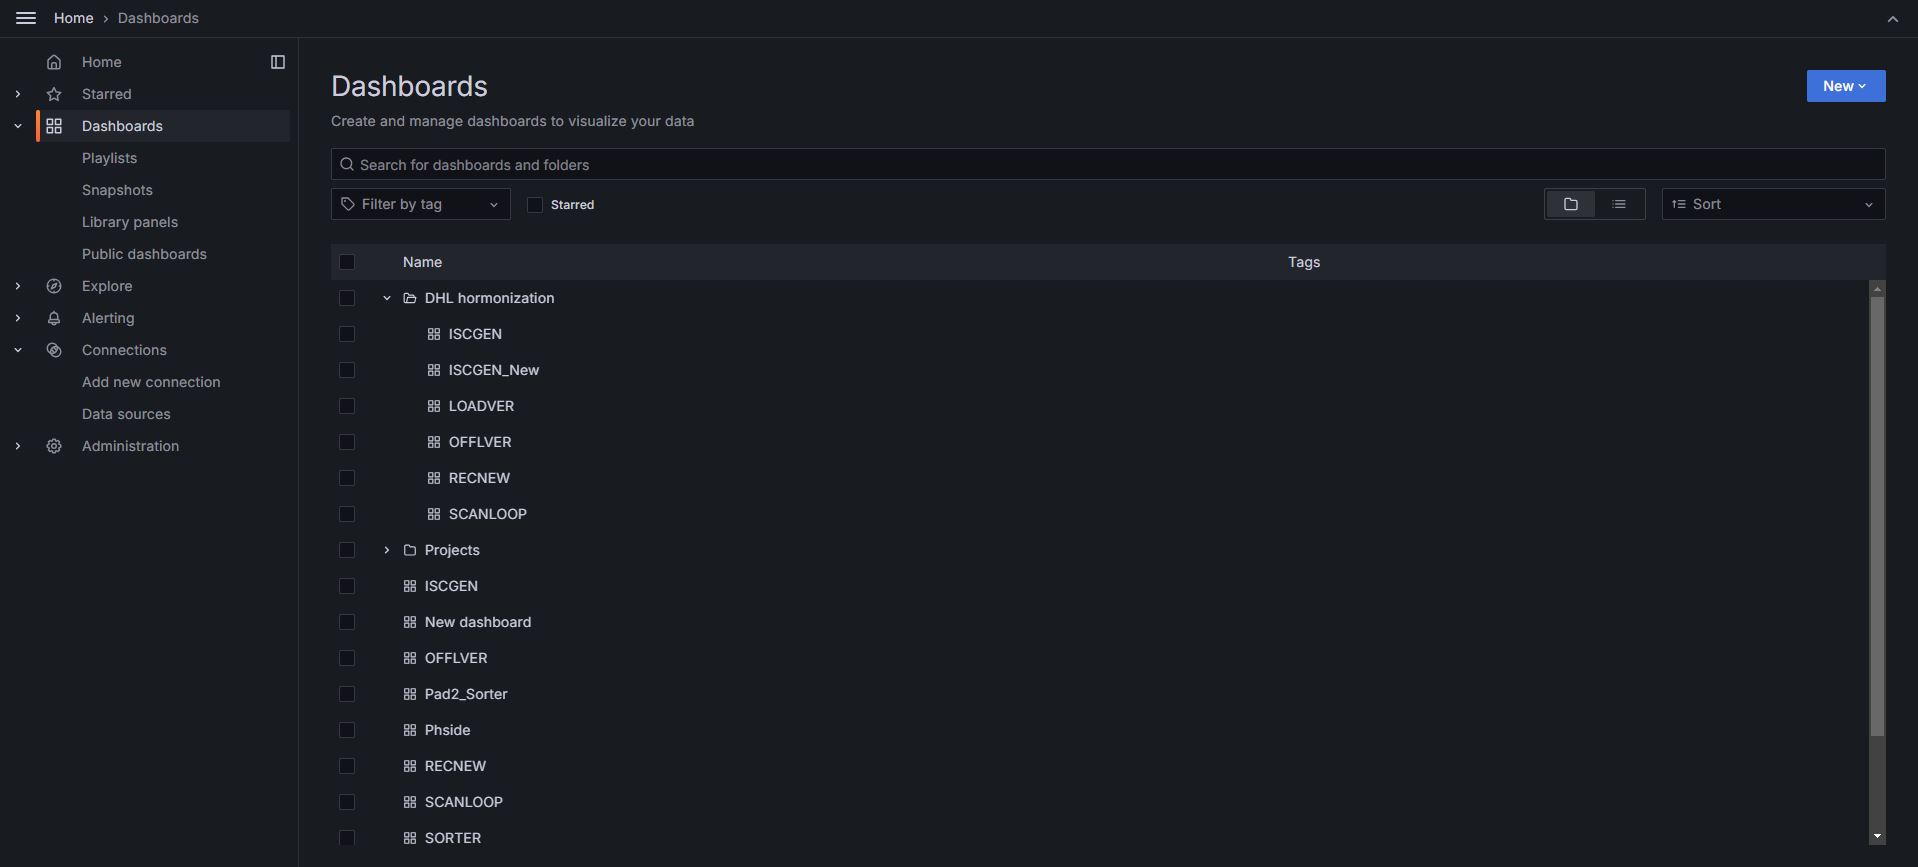 Home › Dashboards
Home
Starred
Dashboards
Playlists
Snapshots
Library panels
Public dashboards
Explore
Alerting
Connections
Add new connection
Data sources
Administration
Dashboards
New
Create and manage dashboards to visualize your data
Search for dashboards and folders
Filter by tag
Starred
Sort
Name Tags
DHL hormonization
ISCGEN
ISCGEN_New
LOADVER
OFFLVER
RECNEW
SCANLOOP
Projects
ISCGEN
New dashboard
OFFLVER
Pad2_Sorter
Phside
RECNEW
SCANLOOP
SORTER